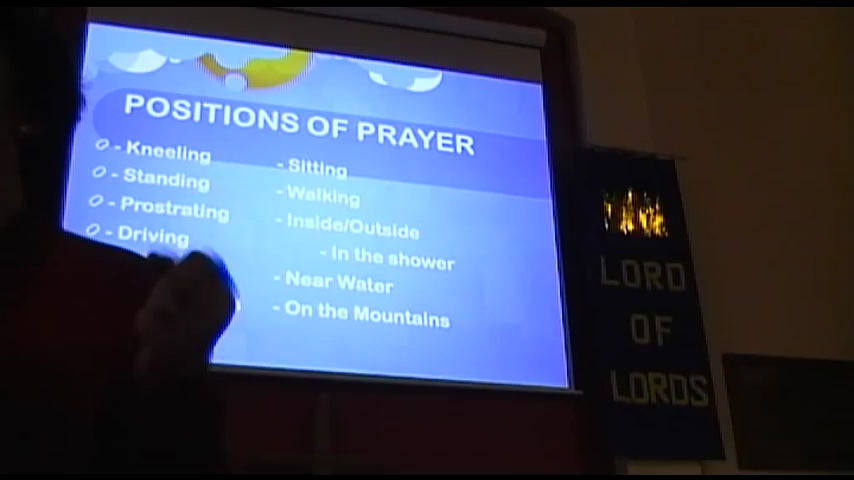 POSITIONS OF PRAYER
- Kneeling
- Standing
- Prostrating
- Driving
- Sitting
- Walking
- Inside/Outside
- In the shower
- Near Water
- On the Mountains
LORD
OF
LORDS